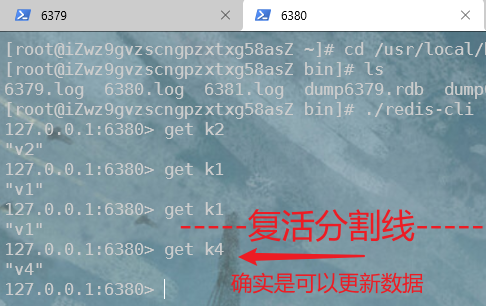 6379 6380
[root@iZwz9gvzscngpzxtxg58asZ ~]# cd /usr/local/
[root@iZwz9gvzscngpzxtxg58asZ bin]# ls
6379.log 6380.log 6381.log dump6379.rdb dump
[root@iZwz9gvzscngpzxtxg58asZ bin]# ./redis-cli
127.0.0.1:6380> get k2
"v2"
127.0.0.1:6380> get k1
"v1"
127.0.0.1:6380> get k1
"v1"
-----复活分割线-----
127.0.0.1:6380> get k4
"v4"
确实是可以更新数据
127.0.0.1:6380>